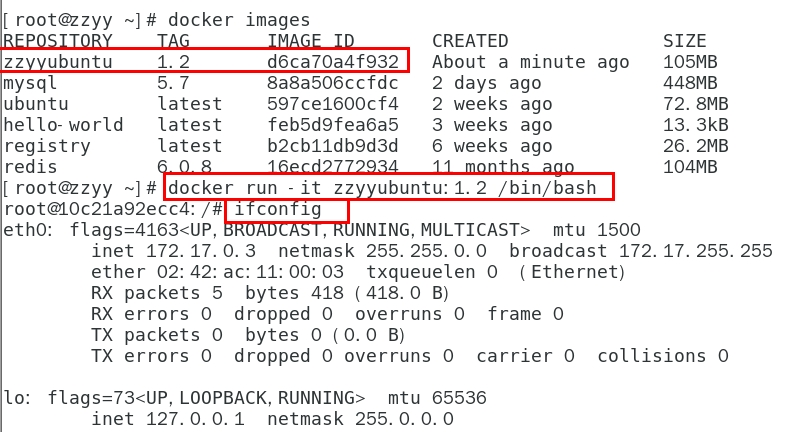 [root@zzyy ~]# docker images
REPOSITORY TAG IMAGE ID CREATED SIZE
zzyyubuntu 1.2 d6ca70a4f932 About a minute ago 105MB
mysql 5.7 8a8a506ccfdc 2 days ago 448MB
ubuntu latest 597ce1600cf4 2 weeks ago 72.8MB
hello-world latest feb5d9fea6a5 3 weeks ago 13.3kB
registry latest b2cb11db9d3d 6 weeks ago 26.2MB
redis 6.0.8 16ecd2772934 11 months ago 104MB
[root@zzyy ~]# docker run -it zzyyubuntu:1.2 /bin/bash
root@10c21a92ecc4:/# ifconfig
eth0: flags=4163<UP,BROADCAST,RUNNING,MULTICAST> mtu 1500
inet 172.17.0.3 netmask 255.255.0.0 broadcast 172.17.255.255
ether 02:42:ac:11:00:03 txqueuelen 0 (Ethernet)
RX packets 5 bytes 418 (418.0 B)
RX errors 0 dropped 0 overruns 0 frame 0
TX packets 0 bytes 0 (0.0 B)
TX errors 0 dropped 0 overruns 0 carrier 0 collisions 0
lo: flags=73<UP,LOOPBACK,RUNNING> mtu 65536
inet 127.0.0.1 netmask 255.0.0.0